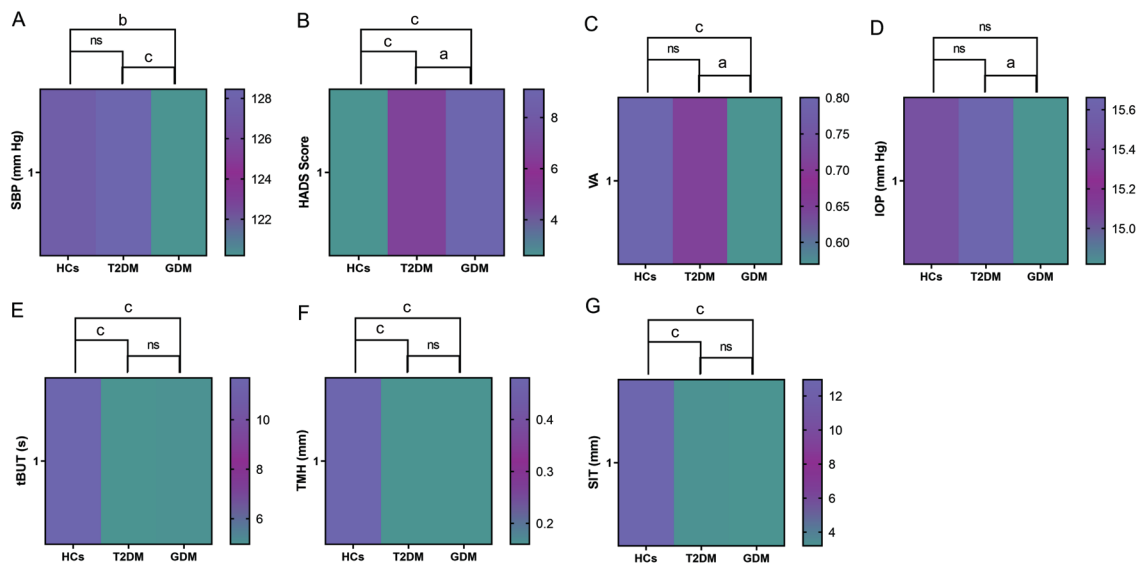 A
b
ns
c
SBP (mm Hg)
1
128
126
124
122
HCs T2DM GDM
B
c
c
a
HADS Score
1
8
6
4
HCs T2DM GDM
C
c
ns
a
VA
1
0.80
0.75
0.70
0.65
0.60
HCs T2DM GDM
D
ns
ns
a
IOP (mm Hg)
1
15.6
15.4
15.2
15.0
HCs T2DM GDM
E
c
c
ns
tBUT (s)
1
10
8
6
HCs T2DM GDM
F
c
c
ns
TMH (mm)
1
0.4
0.3
0.2
HCs T2DM GDM
G
c
c
ns
SIT (mm)
1
12
10
8
6
4
HCs T2DM GDM